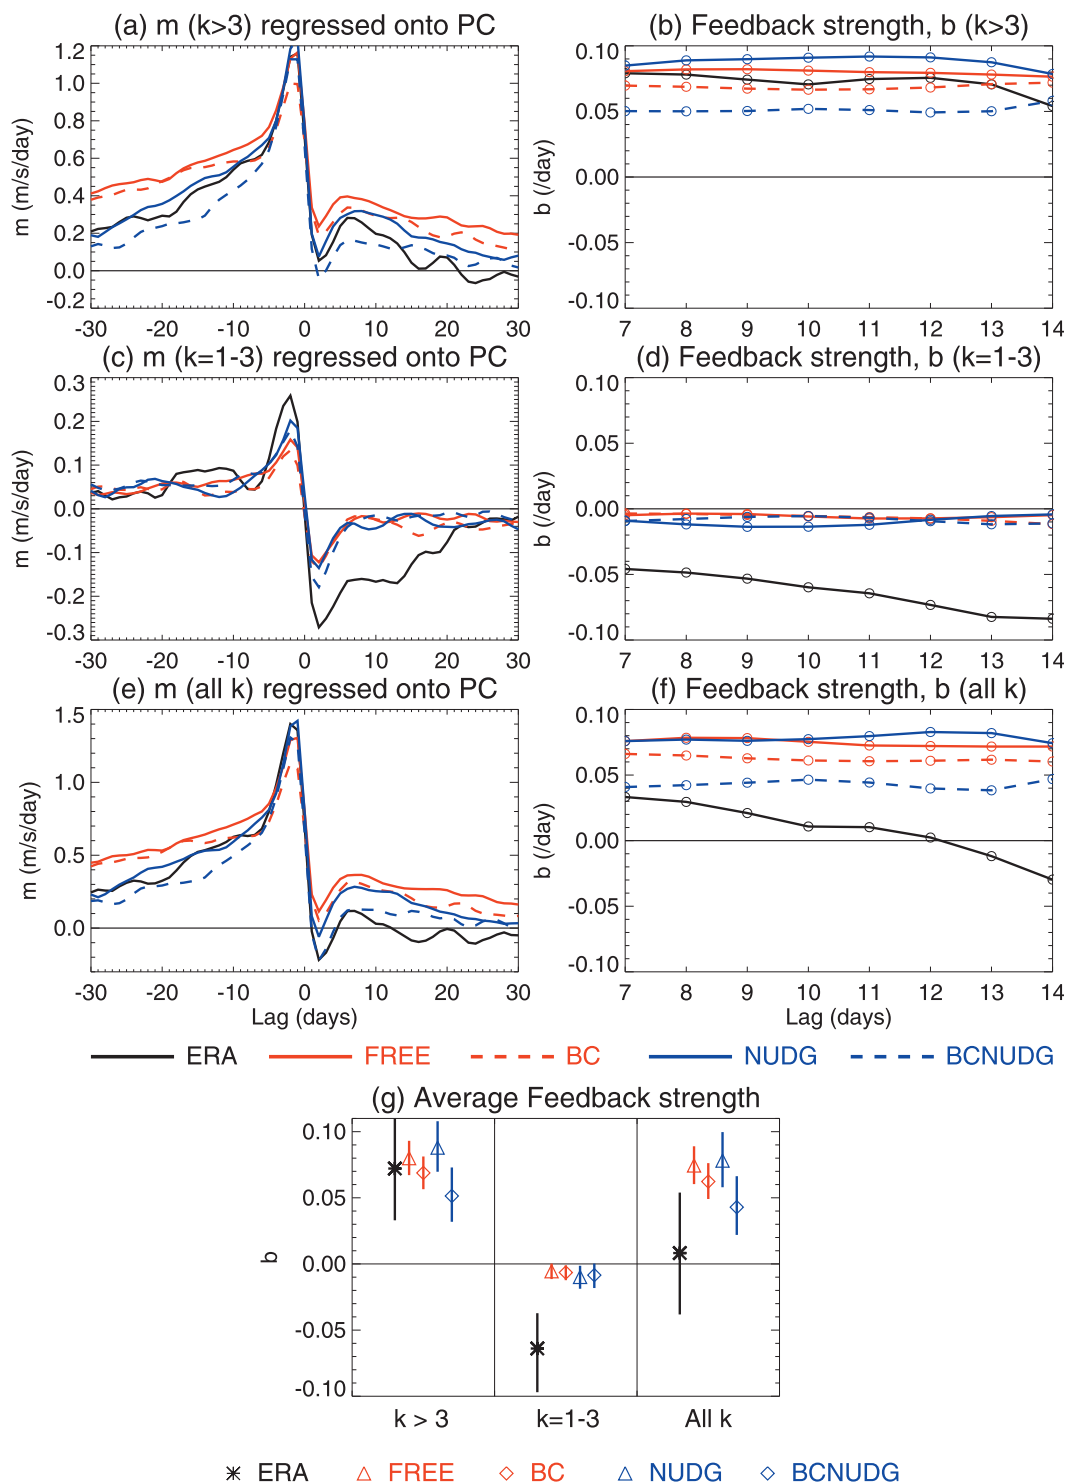 (a) m (k>3) regressed onto PC
(b) Feedback strength, b (k>3)
m (m/s/day)
1.2
1.0
0.8
0.6
0.4
0.2
0.0
-0.2
-30 -20 -10 0 10 20 30
b (/day)
0.10
0.05
0.00
-0.05
-0.10
7 8 9 10 11 12 13 14
(c) m (k=1-3) regressed onto PC
(d) Feedback strength, b (k=1-3)
m (m/s/day)
0.3
0.2
0.1
0.0
-0.1
-0.2
-0.3
-30 -20 -10 0 10 20 30
b (/day)
0.10
0.05
0.00
-0.05
-0.10
7 8 9 10 11 12 13 14
(e) m (all k) regressed onto PC
(f) Feedback strength, b (all k)
m (m/s/day)
1.5
1.0
0.5
0.0
-30 -20 -10 0 10 20 30
Lag (days)
b (/day)
0.10
0.05
0.00
-0.05
-0.10
7 8 9 10 11 12 13 14
Lag (days)
ERA FREE BC NUDG BCNUDG
(g) Average Feedback strength
b
0.10
0.05
0.00
-0.05
-0.10
k > 3 k=1-3 All k
ERA FREE BC NUDG BCNUDG